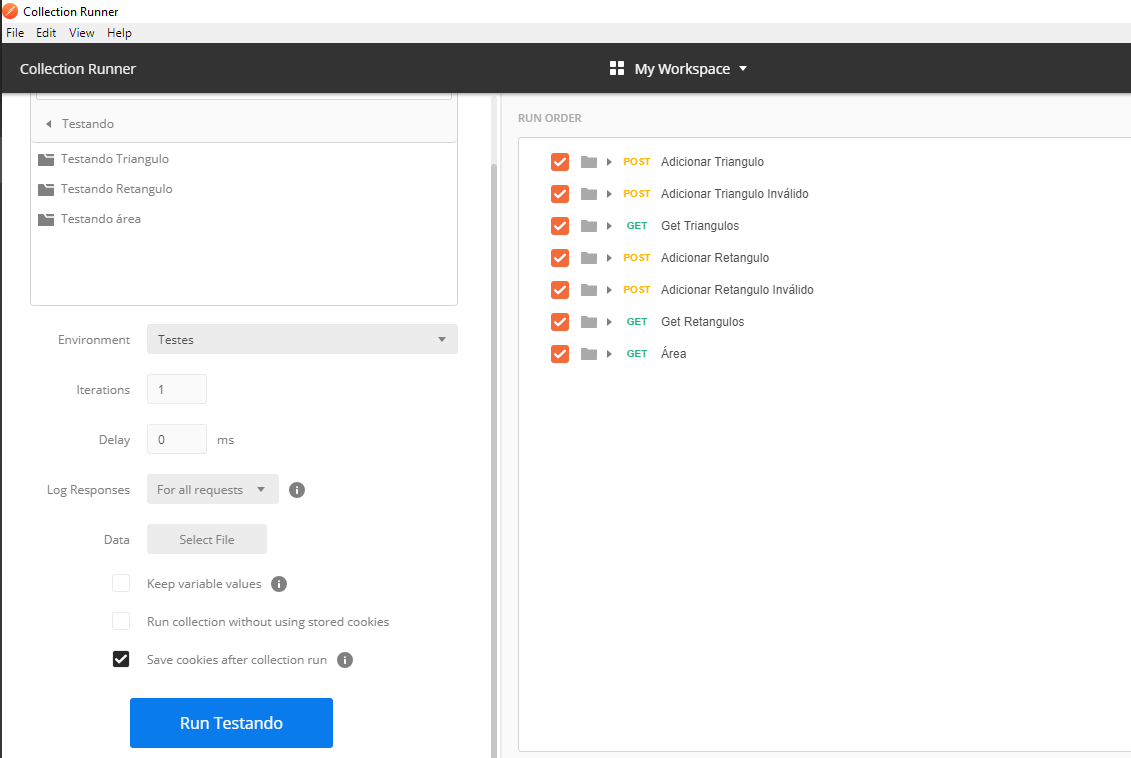 Collection Runner
File Edit View Help
Collection Runner
My Workspace
Testando
Testando Triangulo
Testando Retangulo
Testando área
Environment Testes
Iterations 1
Delay 0 ms
Log Responses For all requests
Data Select File
Keep variable values
Run collection without using stored cookies
Save cookies after collection run
Run Testando
RUN ORDER
POST Adicionar Triangulo
POST Adicionar Triangulo Inválido
GET Get Triangulos
POST Adicionar Retangulo
POST Adicionar Retangulo Inválido
GET Get Retangulos
GET Área